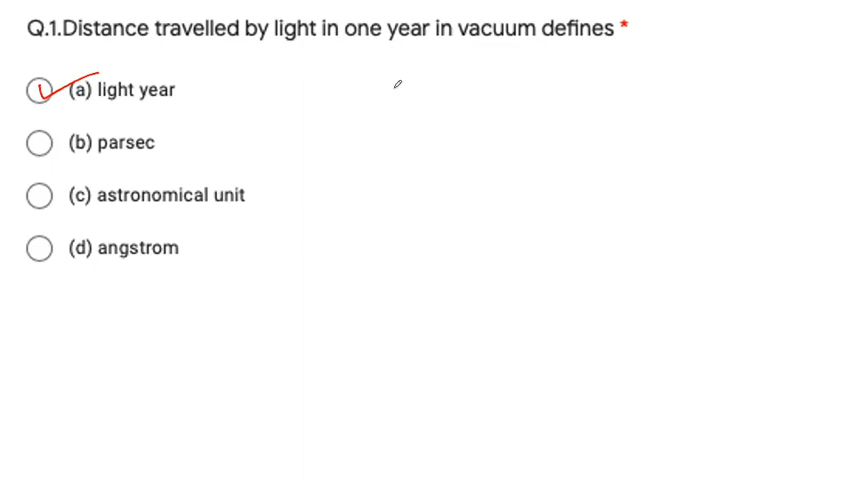 Q.1.Distance travelled by light in one year in vacuum defines *
(a) light year
(b) parsec
(c) astronomical unit
(d) angstrom